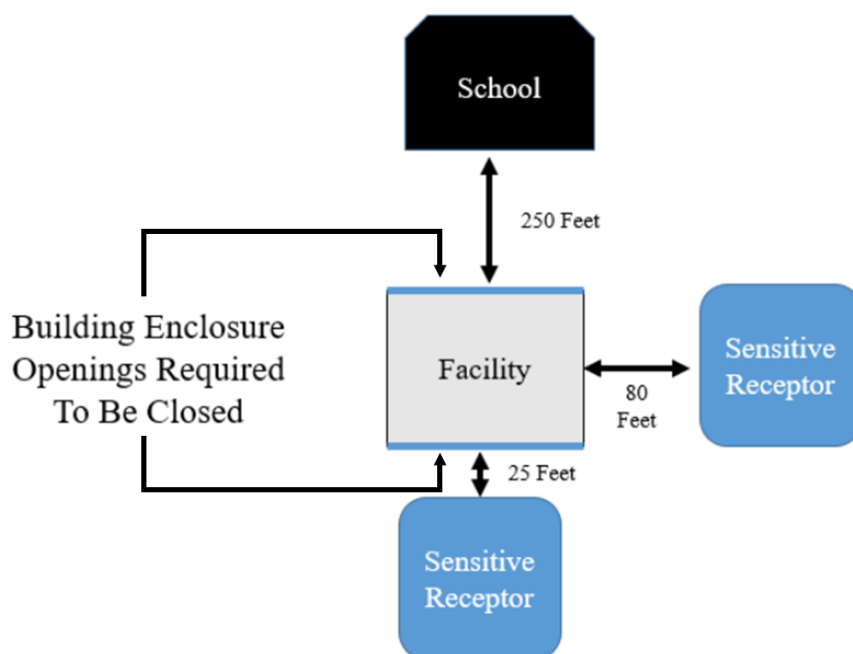 School
250 Feet
Building Enclosure
Openings Required
To Be Closed
Facility
80
Feet
Sensitive
Receptor
25 Feet
Sensitive
Receptor